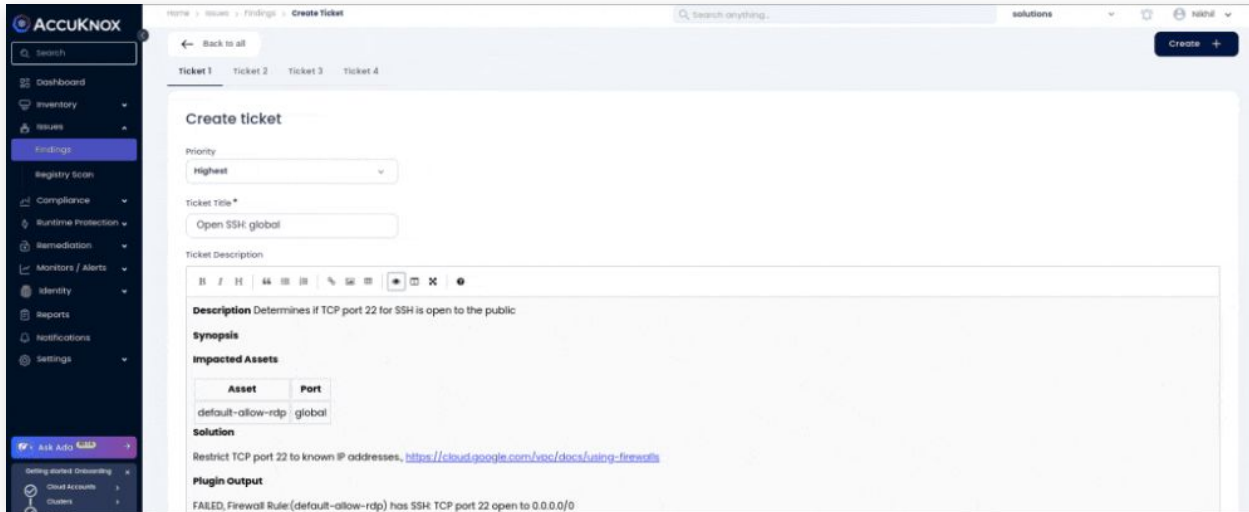 ACCUKNOX
Search
Dashboard
Inventory
Issues
Findings
Registry Scan
Compliance
Runtime Protection
Remediation
Monitors / Alerts
Identity
Reports
Notifications
Settings
Ask Ada BETA
Getting started: Onboarding
Cloud Accounts
Clusters
Home > Issues > Findings > Create Ticket
Search anything...
solutions
Nikhil
Back to all
Create +
Ticket 1 Ticket 2 Ticket 3 Ticket 4
Create ticket
Priority
Highest
Ticket Title *
Open SSH: global
Ticket Description
B I H
Description Determines if TCP port 22 for SSH is open to the public
Synopsis
Impacted Assets
Asset Port
default-allow-rdp global
Solution
Restrict TCP port 22 to known IP addresses., https://cloud.google.com/vpc/docs/using-firewalls
Plugin Output
FAILED, Firewall Rule:(default-allow-rdp) has SSH: TCP port 22 open to 0.0.0.0/0